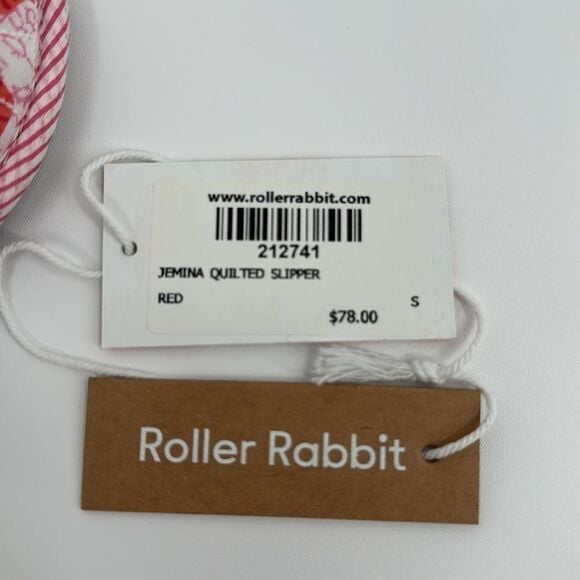 www.rollerrabbit.com
212741
JEMINA QUILTED SLIPPER
RED S
$78.00
Roller Rabbit